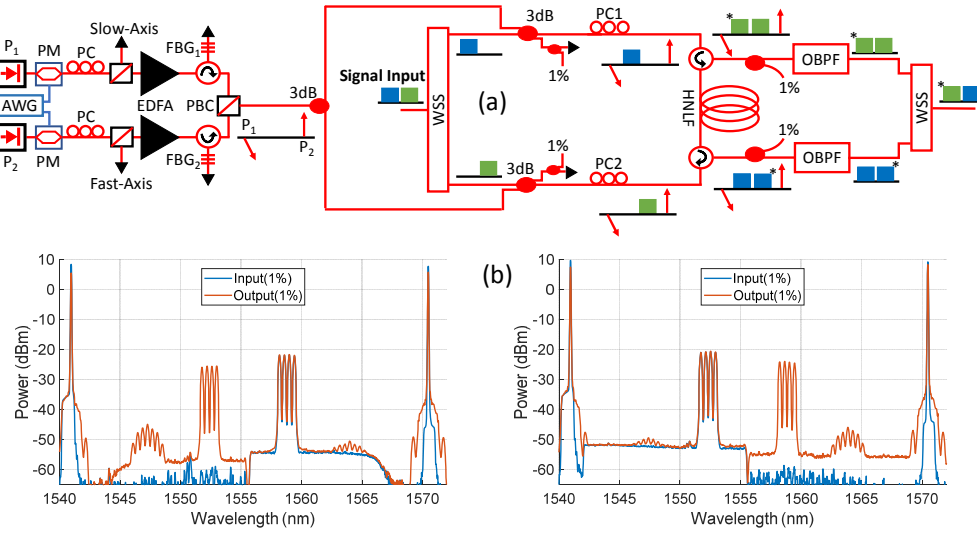 Slow-Axis
P1 PM PC FBG1
AWG EDFA PBC
P2 PM PC FBG2
Fast-Axis
3dB
P1 P2
Signal Input
WSS
(a)
3dB PC1
1%
* OBPF *
1%
HNLF
WSS
*
1%
3dB PC2
1%
OBPF
* *
(b)
10
0
-10
-20
-30
-40
-50
-60
Power (dBm)
Input(1%)
Output(1%)
1540 1545 1550 1555 1560 1565 1570
Wavelength (nm)
10
0
-10
-20
-30
-40
-50
-60
Power (dBm)
Input(1%)
Output(1%)
1540 1545 1550 1555 1560 1565 1570
Wavelength (nm)